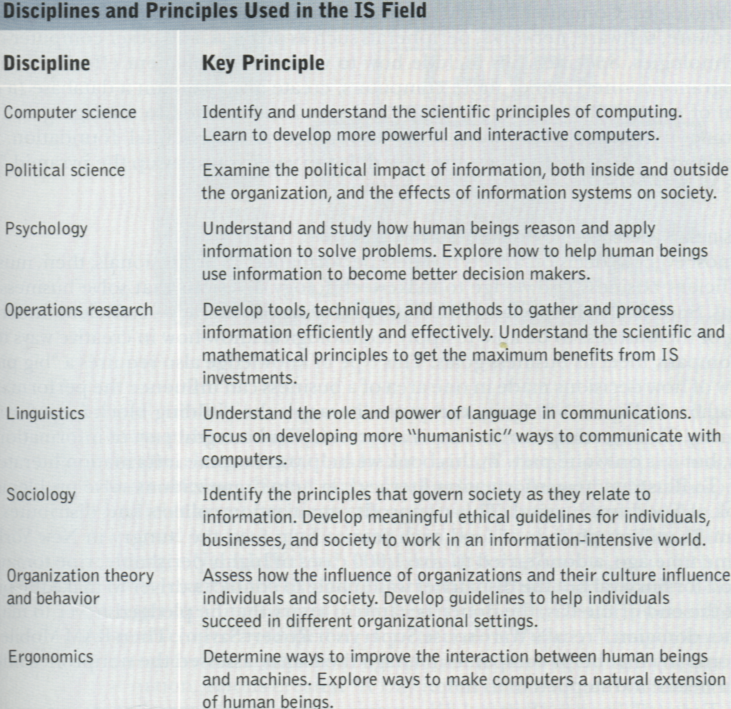 Disciplines and Principles Used in the IS Field
Discipline Key Principle
Computer science Identify and understand the scientific principles of computing.
Learn to develop more powerful and interactive computers.
Political science Examine the political impact of information, both inside and outside
the organization, and the effects of information systems on society.
Psychology Understand and study how human beings reason and apply
information to solve problems. Explore how to help human beings
use information to become better decision makers.
Operations research Develop tools, techniques, and methods to gather and process
information efficiently and effectively. Understand the scientific and
mathematical principles to get the maximum benefits from IS
investments.
Linguistics Understand the role and power of language in communications.
Focus on developing more "humanistic" ways to communicate with
computers.
Sociology Identify the principles that govern society as they relate to
information. Develop meaningful ethical guidelines for individuals,
businesses, and society to work in an information-intensive world.
Organization theory Assess how the influence of organizations and their culture influence
and behavior individuals and society. Develop guidelines to help individuals
succeed in different organizational settings.
Ergonomics Determine ways to improve the interaction between human beings
and machines. Explore ways to make computers a natural extension
of human beings.